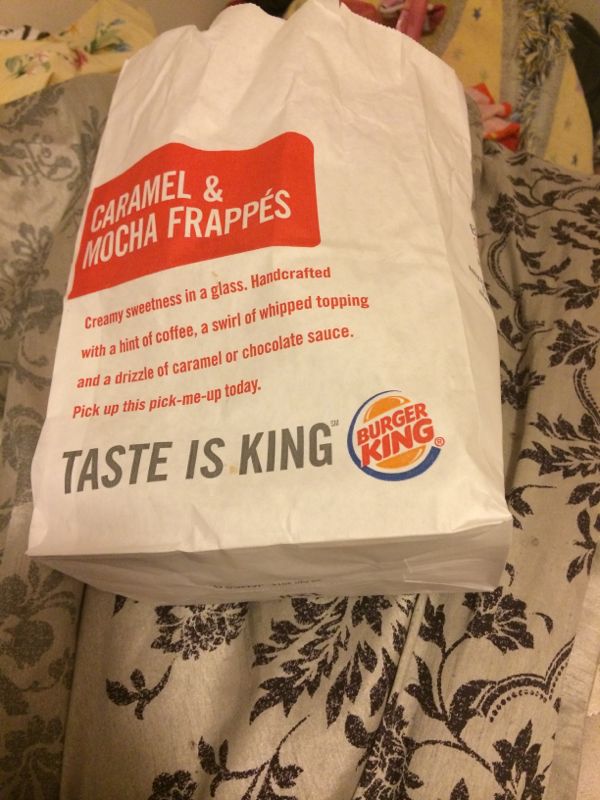 CARAMEL &
MOCHA FRAPPÉS
Creamy sweetness in a glass. Handcrafted
with a hint of coffee, a swirl of whipped topping
and a drizzle of caramel or chocolate sauce.
Pick up this pick-me-up today.
TASTE IS KING℠
BURGER
KING®